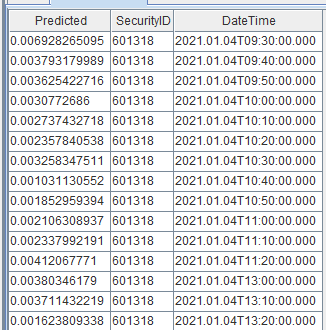 Predicted SecurityID DateTime
0.006928265095 601318 2021.01.04T09:30:00.000
0.003793179989 601318 2021.01.04T09:40:00.000
0.003625422716 601318 2021.01.04T09:50:00.000
0.0030772686 601318 2021.01.04T10:00:00.000
0.002737432718 601318 2021.01.04T10:10:00.000
0.002357840538 601318 2021.01.04T10:20:00.000
0.003258347511 601318 2021.01.04T10:30:00.000
0.001031130552 601318 2021.01.04T10:40:00.000
0.001852959394 601318 2021.01.04T10:50:00.000
0.002106308937 601318 2021.01.04T11:00:00.000
0.002337992191 601318 2021.01.04T11:10:00.000
0.00412067771 601318 2021.01.04T11:20:00.000
0.00380346179 601318 2021.01.04T13:00:00.000
0.003711432219 601318 2021.01.04T13:10:00.000
0.001623809338 601318 2021.01.04T13:20:00.000